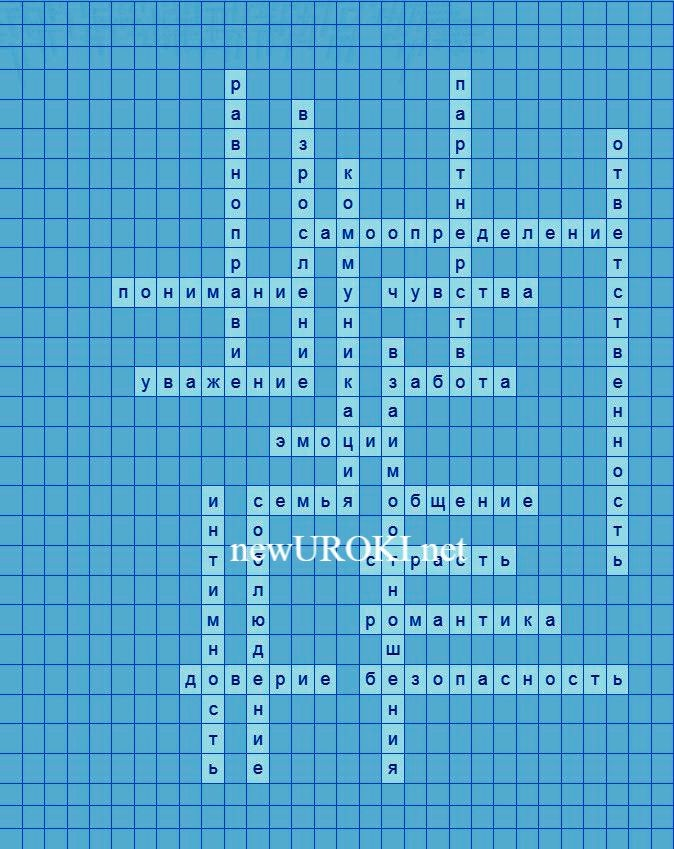 равноправие
партнерство
взросление
ответственность
коммуникация
самоопределение
понимание
чувства
взаимоотношения
уважение
забота
эмоции
интимность
семья
соблюдение
общение
newUROKI.net
страсть
романтика
доверие
безопасность